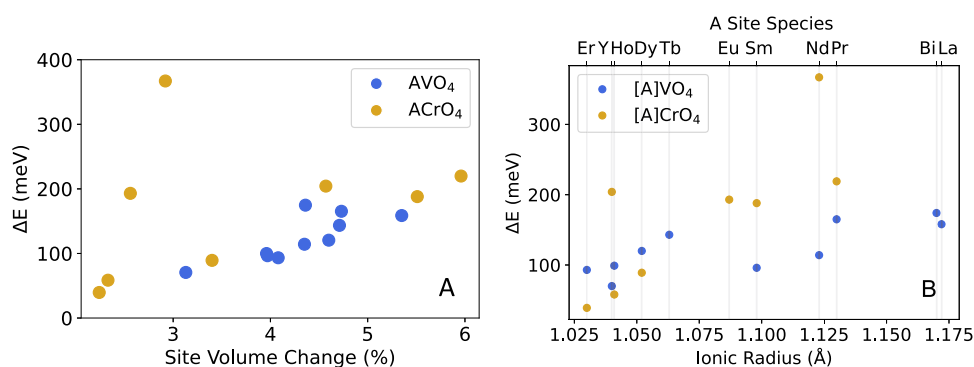 A Site Species
Er Y Ho Dy Tb Eu Sm Nd Pr Bi La
400
300
200
100
0
ΔE (meV)
AVO₄
ACrO₄
A
3 4 5 6
Site Volume Change (%)
300
200
100
ΔE (meV)
[A]VO₄
[A]CrO₄
B
1.025 1.050 1.075 1.100 1.125 1.150 1.175
Ionic Radius (Å)